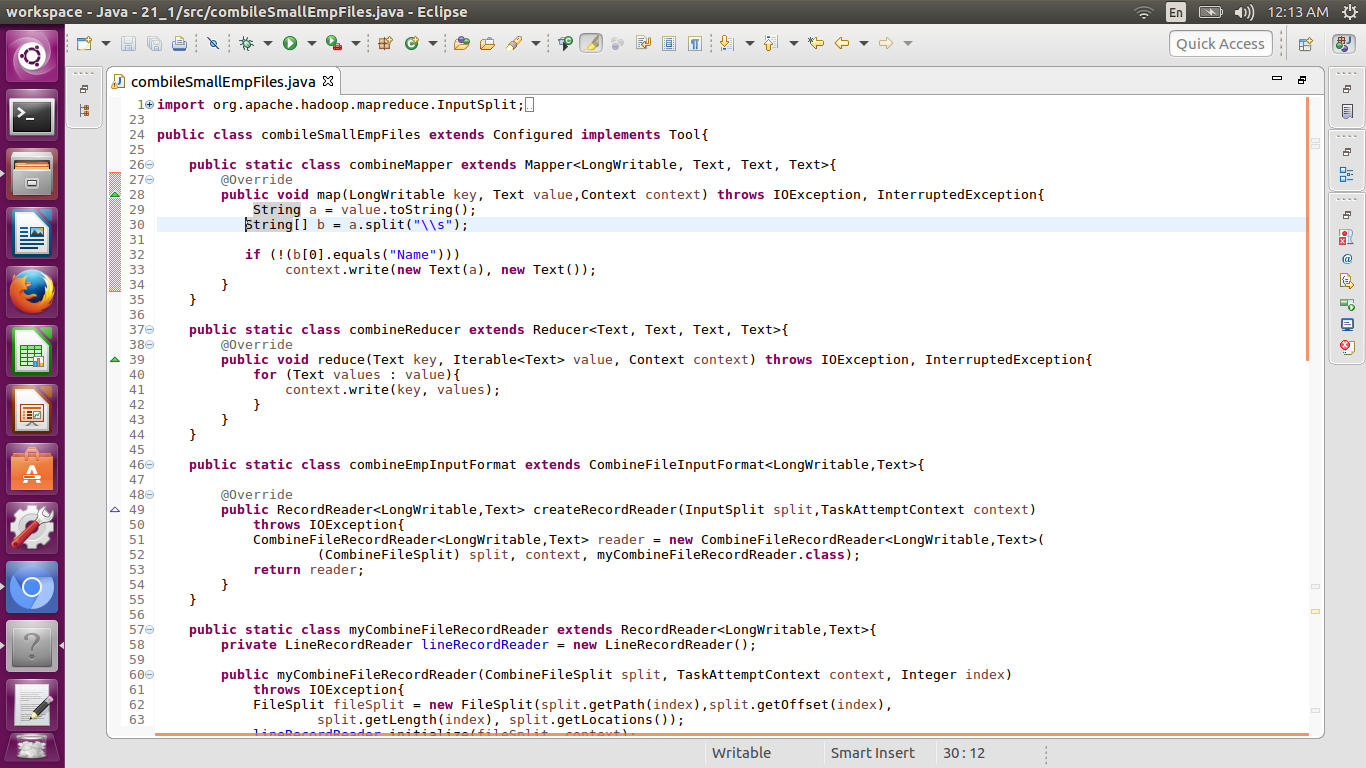 workspace - Java - 21_1/src/combileSmallEmpFiles.java - Eclipse
En
12:13 AM
Quick Access
combileSmallEmpFiles.java
1 import org.apache.hadoop.mapreduce.InputSplit;
23
24 public class combileSmallEmpFiles extends Configured implements Tool{
25
26 public static class combineMapper extends Mapper<LongWritable, Text, Text, Text>{
27 @Override
28 public void map(LongWritable key, Text value,Context context) throws IOException, InterruptedException{
29 String a = value.toString();
30 String[] b = a.split("\\s");
31
32 if (!(b[0].equals("Name")))
33 context.write(new Text(a), new Text());
34 }
35 }
36
37 public static class combineReducer extends Reducer<Text, Text, Text, Text>{
38 @Override
39 public void reduce(Text key, Iterable<Text> value, Context context) throws IOException, InterruptedException{
40 for (Text values : value){
41 context.write(key, values);
42 }
43 }
44 }
45
46 public static class combineEmpInputFormat extends CombineFileInputFormat<LongWritable,Text>{
47
48 @Override
49 public RecordReader<LongWritable,Text> createRecordReader(InputSplit split,TaskAttemptContext context)
50 throws IOException{
51 CombineFileRecordReader<LongWritable,Text> reader = new CombineFileRecordReader<LongWritable,Text>(
52 (CombineFileSplit) split, context, myCombineFileRecordReader.class);
53 return reader;
54 }
55 }
56
57 public static class myCombineFileRecordReader extends RecordReader<LongWritable,Text>{
58 private LineRecordReader lineRecordReader = new LineRecordReader();
59
60 public myCombineFileRecordReader(CombineFileSplit split, TaskAttemptContext context, Integer index)
61 throws IOException{
62 FileSplit fileSplit = new FileSplit(split.getPath(index),split.getOffset(index),
63 split.getLength(index), split.getLocations());
lineRecordReader.initialize(fileSplit, context);
Writable
Smart Insert
30 : 12